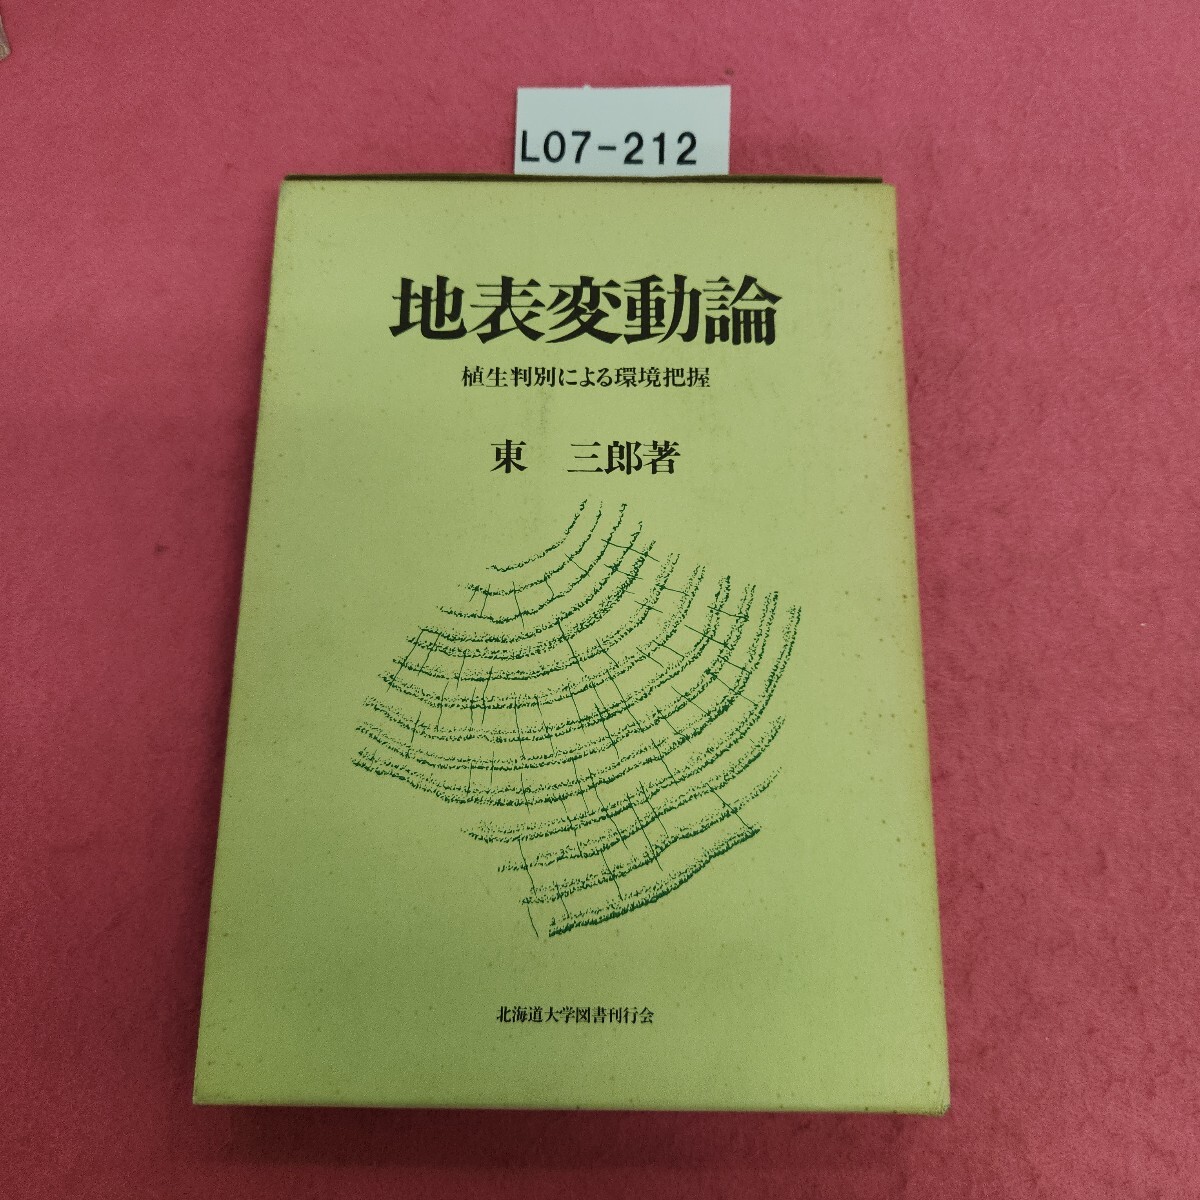 L07-212
地表変動論
植生判別による環境把握
東 三郎著
北海道大学図書刊行会